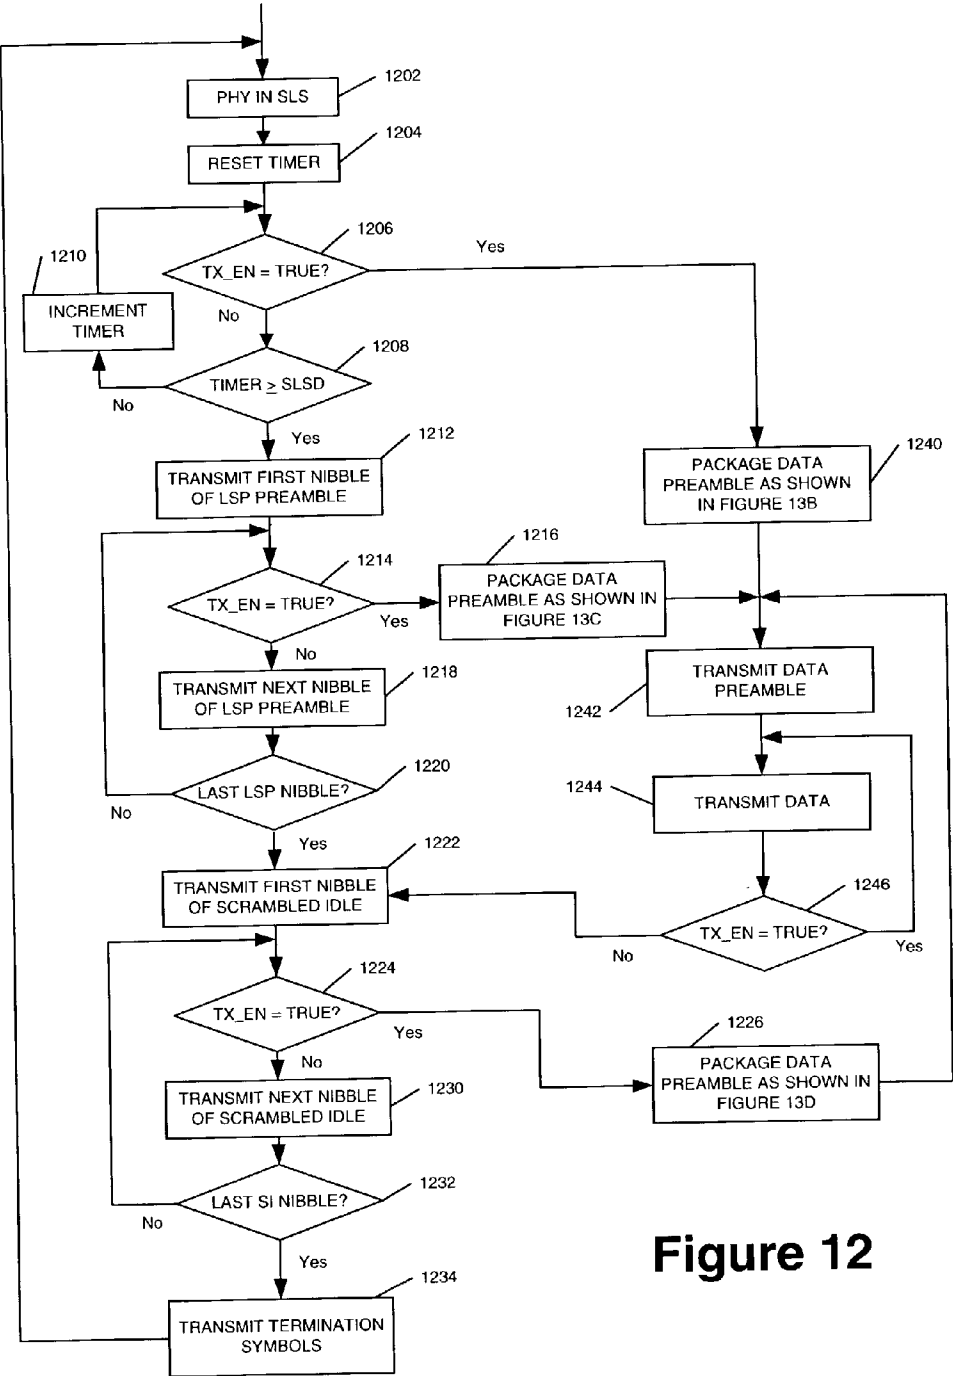 1202
PHY IN SLS
1204
RESET TIMER
1206
TX_EN = TRUE?
Yes
No
1210
INCREMENT
TIMER
1208
TIMER ≥ SLSD
No
Yes
1212
TRANSMIT FIRST NIBBLE
OF LSP PREAMBLE
1240
PACKAGE DATA
PREAMBLE AS SHOWN
IN FIGURE 13B
1214
TX_EN = TRUE?
Yes
No
1216
PACKAGE DATA
PREAMBLE AS SHOWN IN
FIGURE 13C
1218
TRANSMIT NEXT NIBBLE
OF LSP PREAMBLE
TRANSMIT DATA
PREAMBLE
1242
1220
LAST LSP NIBBLE?
No
Yes
1244
TRANSMIT DATA
1222
TRANSMIT FIRST NIBBLE
OF SCRAMBLED IDLE
1246
TX_EN = TRUE?
No
Yes
1224
TX_EN = TRUE?
Yes
No
1226
PACKAGE DATA
PREAMBLE AS SHOWN IN
FIGURE 13D
1230
TRANSMIT NEXT NIBBLE
OF SCRAMBLED IDLE
1232
LAST SI NIBBLE?
No
Yes
1234
TRANSMIT TERMINATION
SYMBOLS
Figure 12